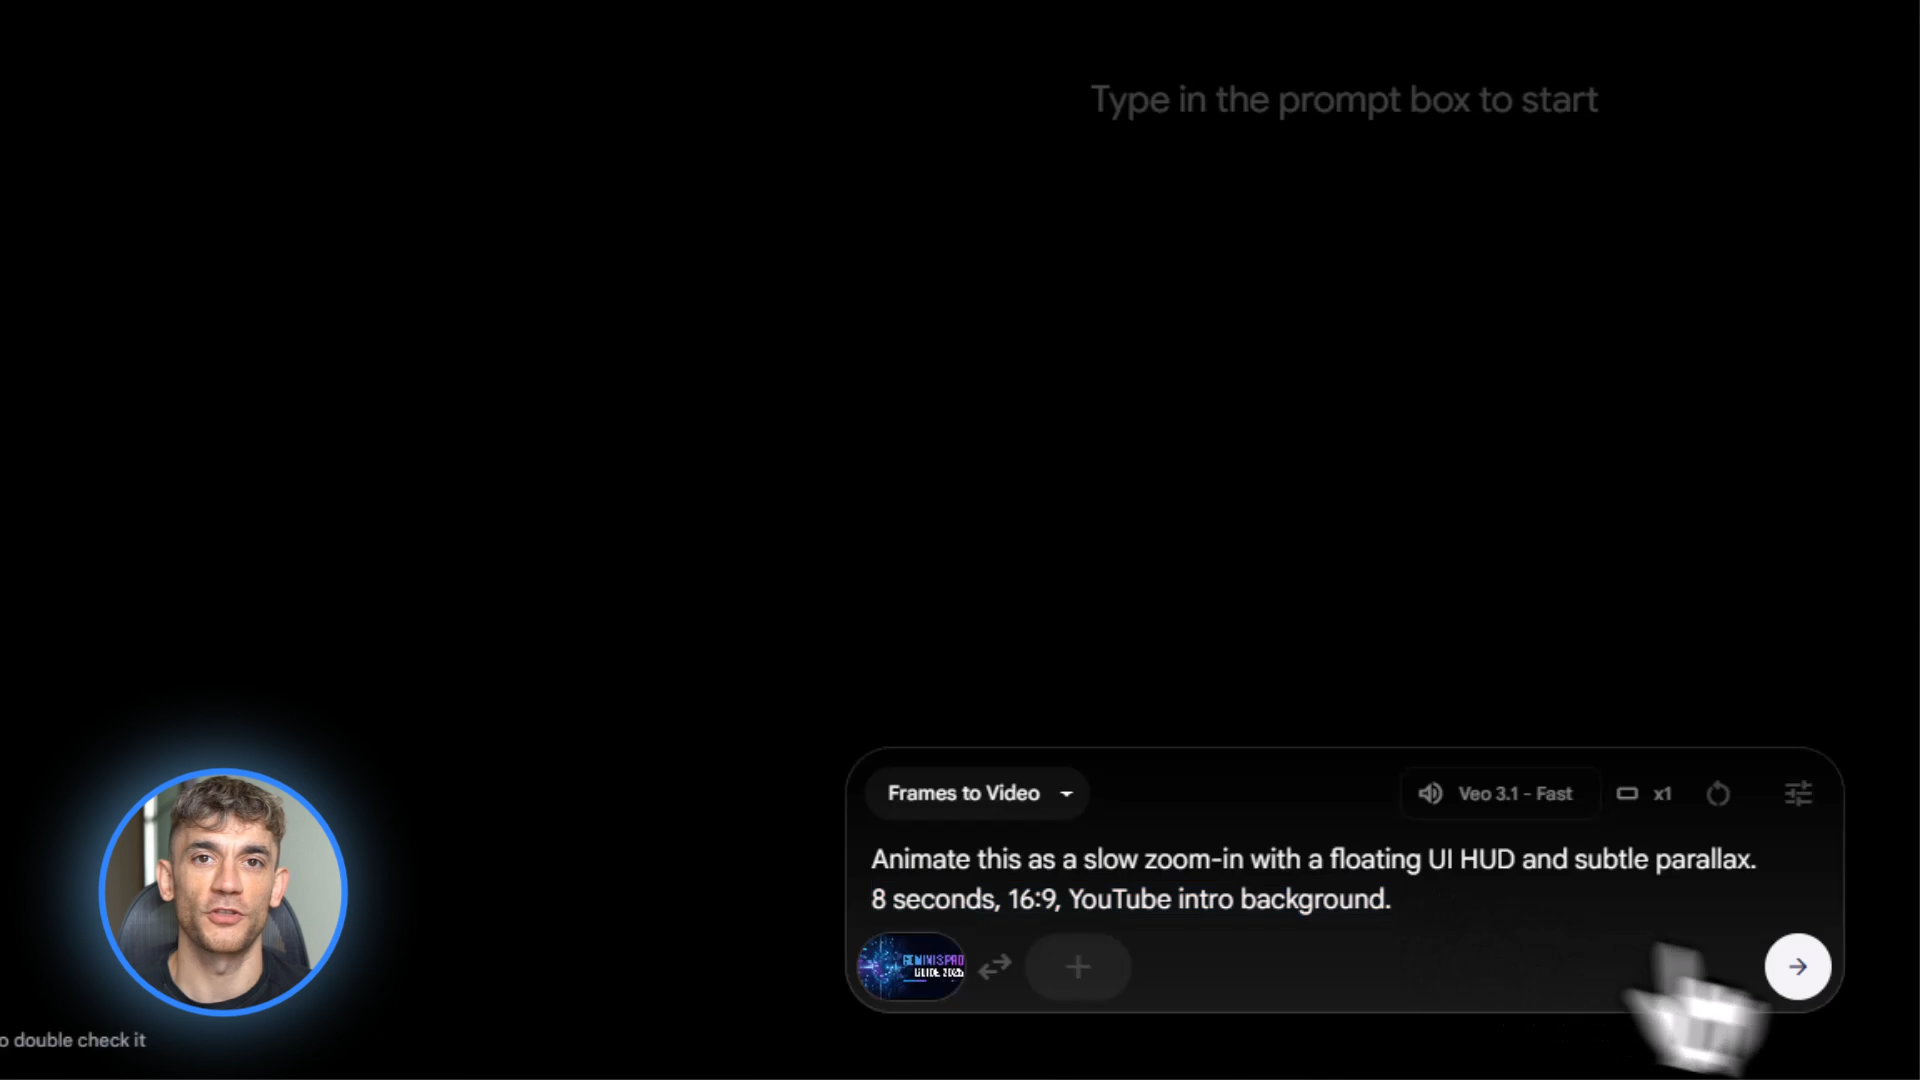 Type in the prompt box to start
Frames to Video
Veo 3.1 - Fast
x1
Animate this as a slow zoom-in with a floating UI HUD and subtle parallax.
8 seconds, 16:9, YouTube intro background.
GUIDE 2025
o double check it